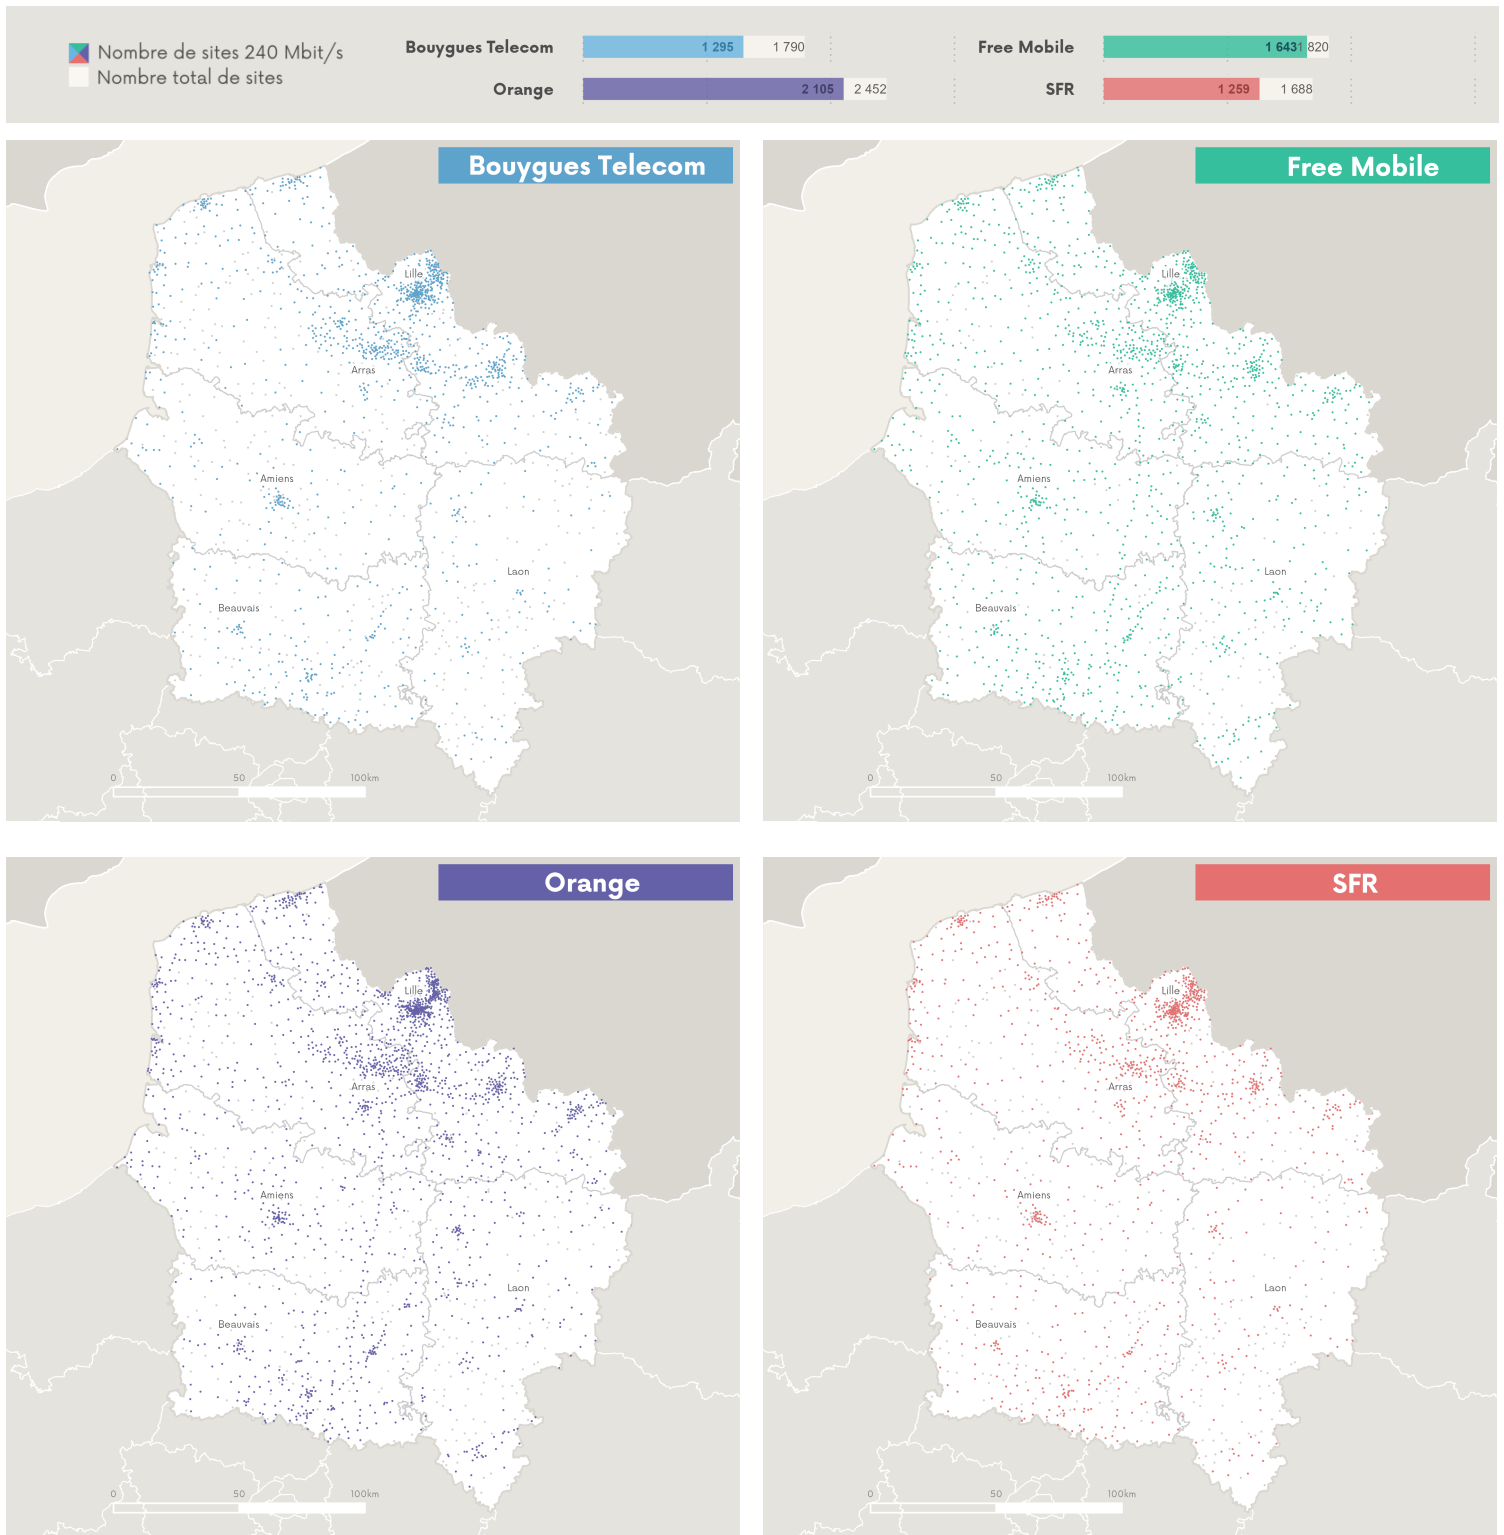 Nombre de sites 240 Mbit/s
Nombre total de sites
Bouygues Telecom 1 295 1 790
Orange 2 105 2 452
Free Mobile 1 643 1 820
SFR 1 259 1 688
Bouygues Telecom
Lille
Arras
Amiens
Laon
Beauvais
0 50 100km
Free Mobile
Lille
Arras
Amiens
Laon
Beauvais
0 50 100km
Orange
Lille
Arras
Amiens
Laon
Beauvais
0 50 100km
SFR
Lille
Arras
Amiens
Laon
Beauvais
0 50 100km